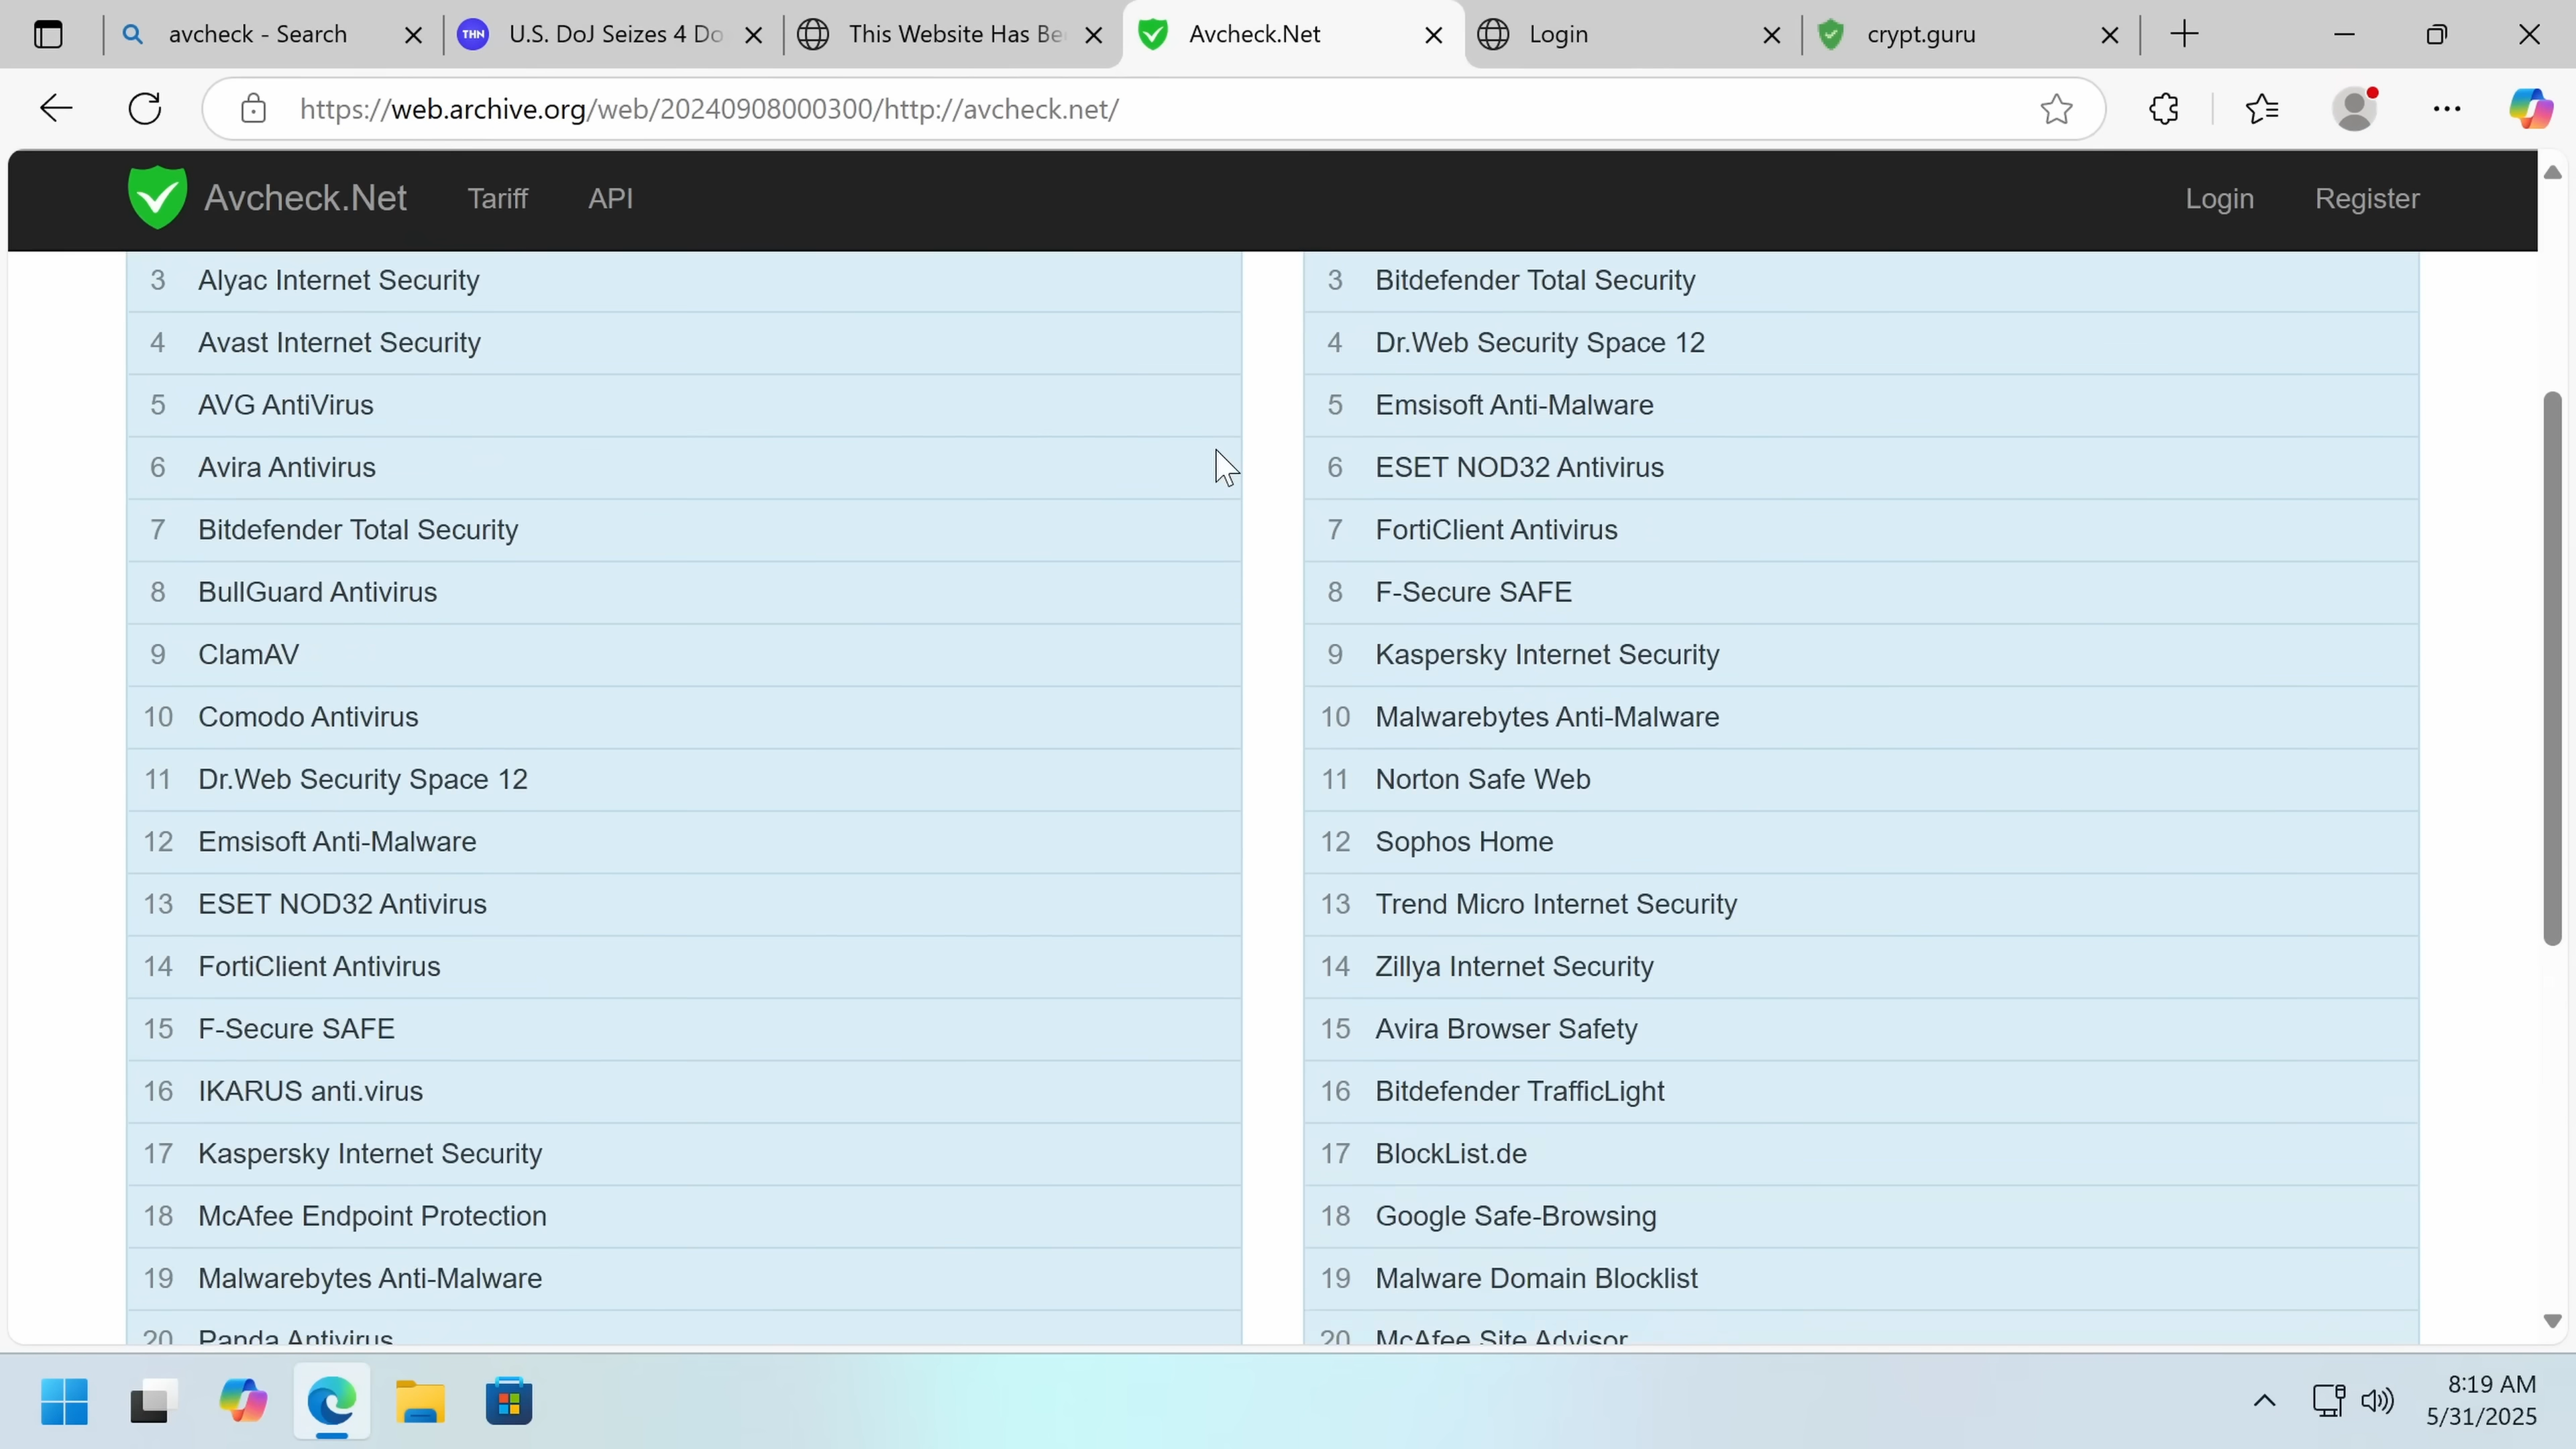 avcheck - Search
THN
U.S. DoJ Seizes 4 Do
This Website Has Be
Avcheck.Net
Login
crypt.guru
https://web.archive.org/web/20240908000300/http://avcheck.net/
Avcheck.Net
Tariff
API
Login
Register
3 Alyac Internet Security
4 Avast Internet Security
5 AVG AntiVirus
6 Avira Antivirus
7 Bitdefender Total Security
8 BullGuard Antivirus
9 ClamAV
10 Comodo Antivirus
11 Dr.Web Security Space 12
12 Emsisoft Anti-Malware
13 ESET NOD32 Antivirus
14 FortiClient Antivirus
15 F-Secure SAFE
16 IKARUS anti.virus
17 Kaspersky Internet Security
18 McAfee Endpoint Protection
19 Malwarebytes Anti-Malware
20 Panda Antivirus
3 Bitdefender Total Security
4 Dr.Web Security Space 12
5 Emsisoft Anti-Malware
6 ESET NOD32 Antivirus
7 FortiClient Antivirus
8 F-Secure SAFE
9 Kaspersky Internet Security
10 Malwarebytes Anti-Malware
11 Norton Safe Web
12 Sophos Home
13 Trend Micro Internet Security
14 Zillya Internet Security
15 Avira Browser Safety
16 Bitdefender TrafficLight
17 BlockList.de
18 Google Safe-Browsing
19 Malware Domain Blocklist
20 McAfee Site Advisor
8:19 AM
5/31/2025